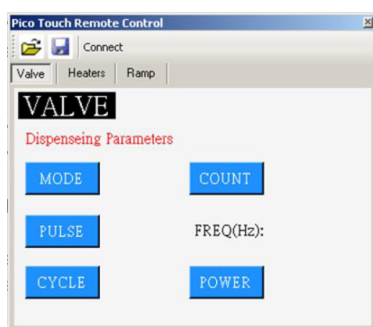 Pico Touch Remote Control
Connect
Valve Heaters Ramp
VALVE
Dispenseing Parameters
MODE COUNT
PULSE FREQ(Hz):
CYCLE POWER